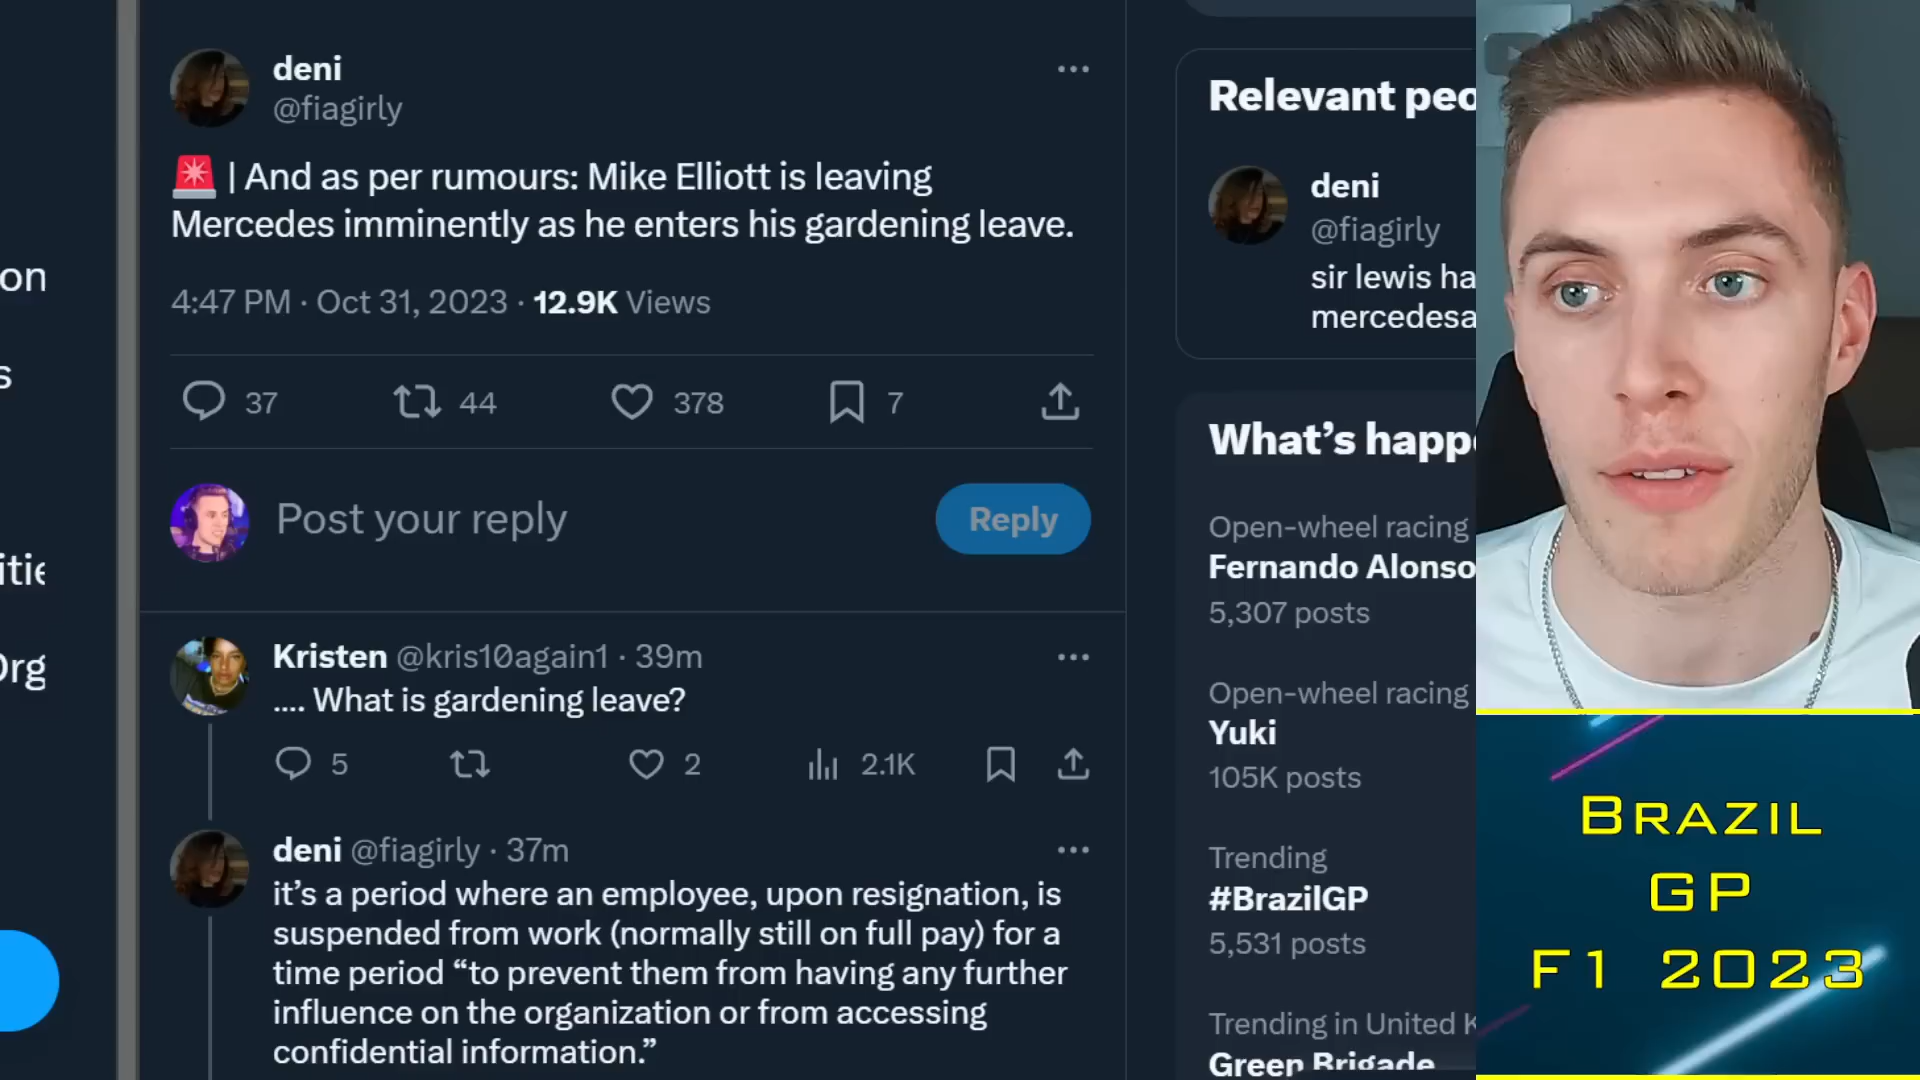 deni
@fiagirly
| And as per rumours: Mike Elliott is leaving
Mercedes imminently as he enters his gardening leave.
4:47 PM · Oct 31, 2023 · 12.9K Views
37
44
378
7
Post your reply
Reply
Kristen @kris10again1 · 39m
.... What is gardening leave?
5
2
2.1K
deni @fiagirly · 37m
it's a period where an employee, upon resignation, is
suspended from work (normally still on full pay) for a
time period “to prevent them from having any further
influence on the organization or from accessing
confidential information.”
on
s
Org
Relevant peo
deni
@fiagirly
sir lewis ha
mercedesa
What's happ
Open-wheel racing
Fernando Alonso
5,307 posts
Open-wheel racing
Yuki
105K posts
Trending
#BrazilGP
5,531 posts
Trending in United K
Green Brigade
BRAZIL
GP
F1 2023